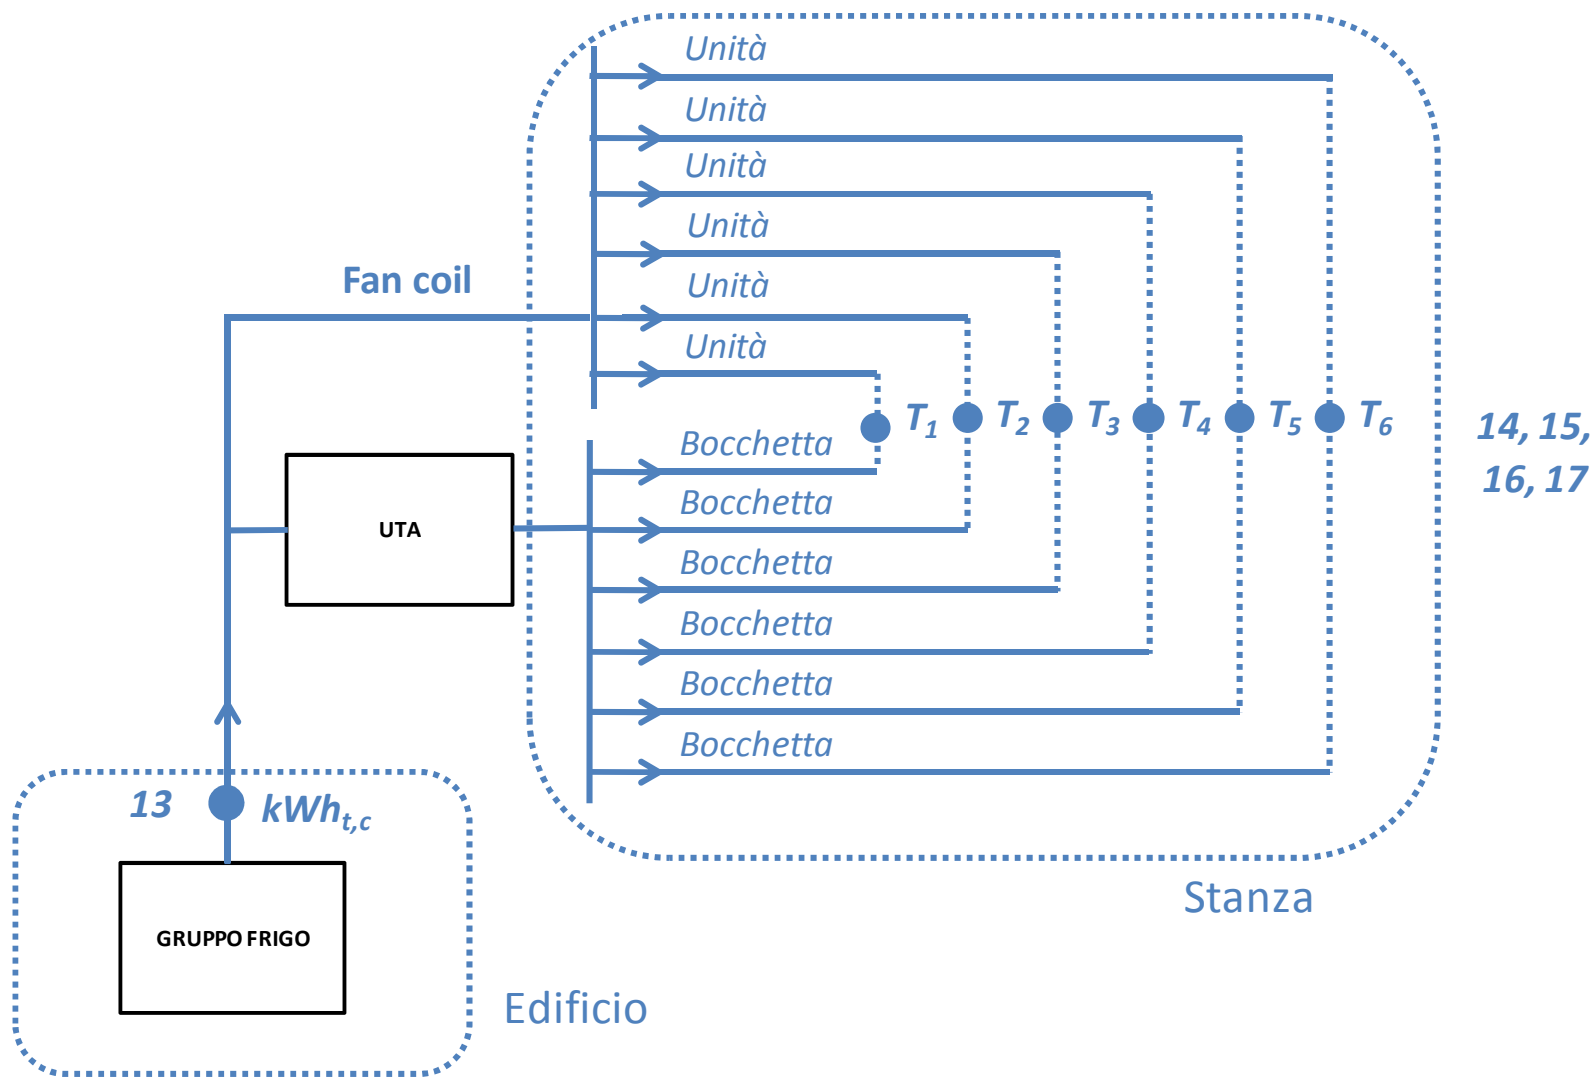 Unità
Unità
Unità
Unità
Fan coil
Unità
Unità
T1 T2 T3 T4 T5 T6
14, 15,
16, 17
Bocchetta
Bocchetta
UTA
Bocchetta
Bocchetta
Bocchetta
Bocchetta
13 kWht,c
Stanza
GRUPPO FRIGO
Edificio